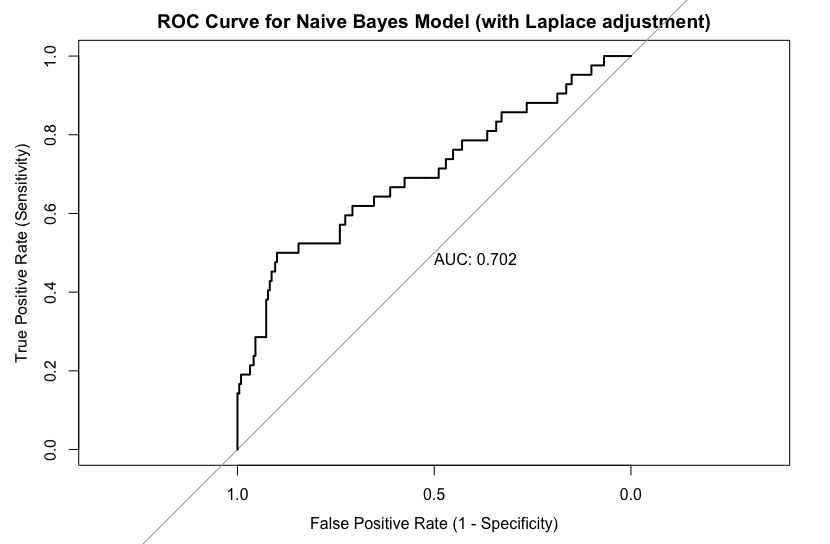 ROC Curve for Naive Bayes Model (with Laplace adjustment)
True Positive Rate (Sensitivity)
1.0
0.8
0.6
0.4
0.2
0.0
AUC: 0.702
1.0 0.5 0.0
False Positive Rate (1 - Specificity)